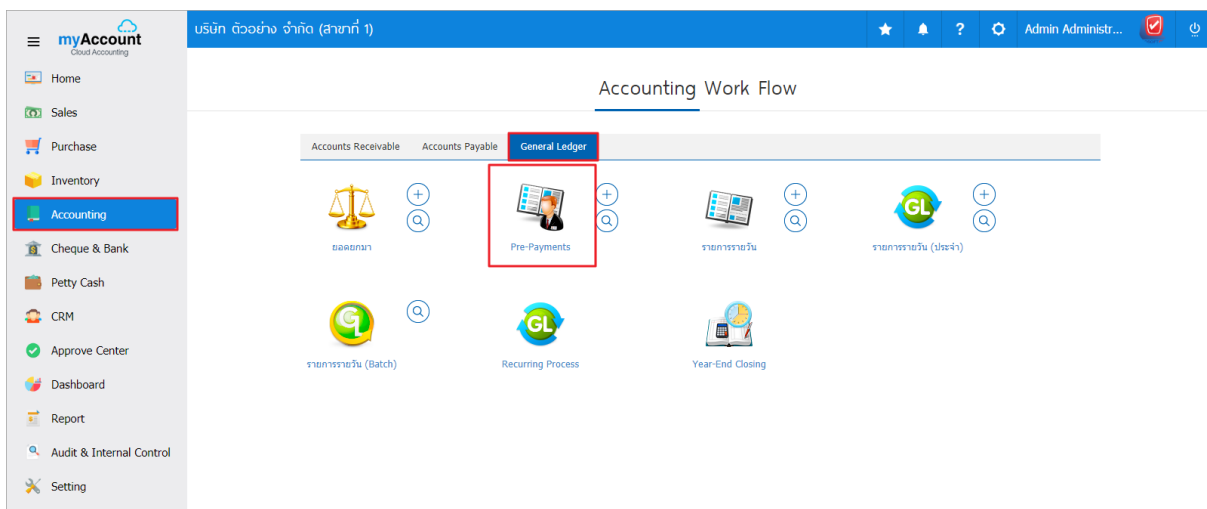 myAccount
Cloud Accounting
บริษัท ตัวอย่าง จำกัด (สาขาที่ 1)
?
Admin Administr...
Home
Sales
Purchase
Inventory
Accounting
Cheque & Bank
Petty Cash
CRM
Approve Center
Dashboard
Report
Audit & Internal Control
Setting
Accounting Work Flow
Accounts Receivable
Accounts Payable
General Ledger
ยอดยกมา
Pre-Payments
รายการรายวัน
GL
รายการรายวัน (ประจำ)
G
รายการรายวัน (Batch)
GL
Recurring Process
Year-End Closing